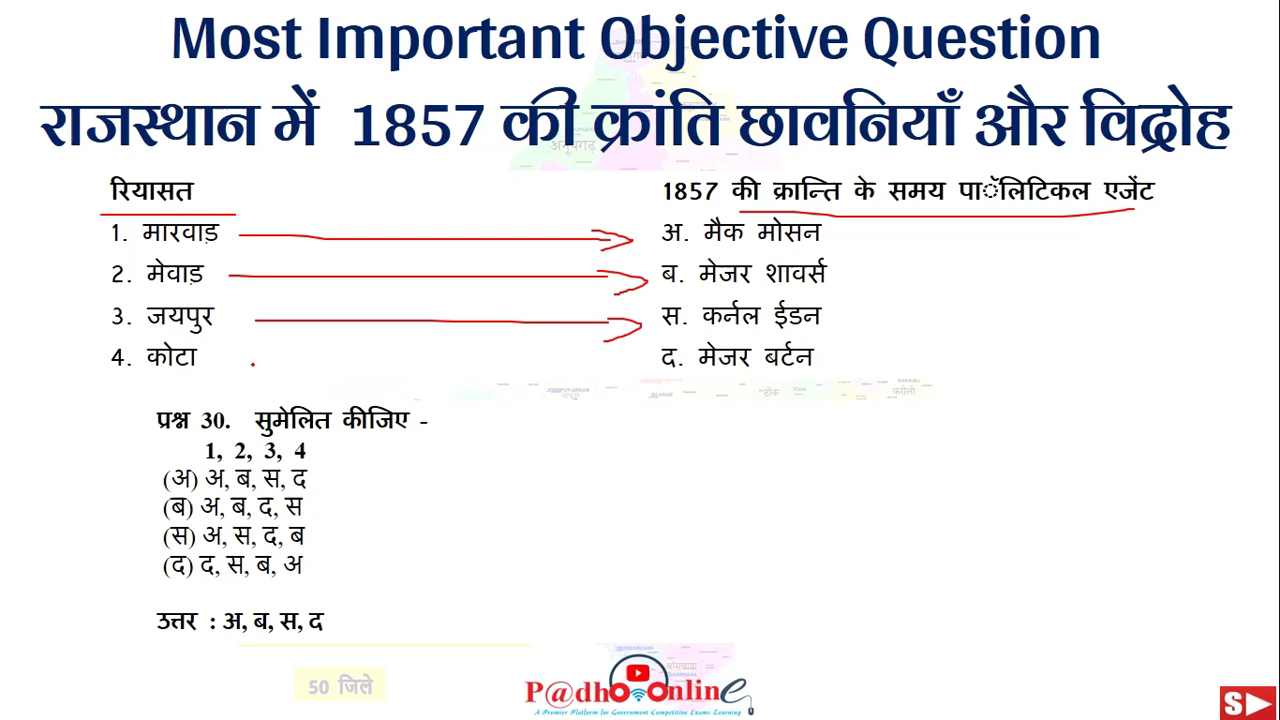 Most Important Objective Question
राजस्थान में 1857 की क्रांति छावनियाँ और विद्रोह
रियासत
1857 की क्रान्ति के समय पाॅलिटिकल एजेंट
1. मारवाड़
अ. मैक मोसन
2. मेवाड़
ब. मेजर शावर्स
3. जयपुर
स. कर्नल ईडन
4. कोटा
द. मेजर बर्टन
प्रश्न 30. सुमेलित कीजिए -
1, 2, 3, 4
(अ) अ, ब, स, द
(ब) अ, ब, द, स
(स) अ, स, द, ब
(द) द, स, ब, अ
उत्तर : अ, ब, स, द
50 जिले
P@dhO OnlinE
A Premier Platform for Government Competitive Exams Learning
S